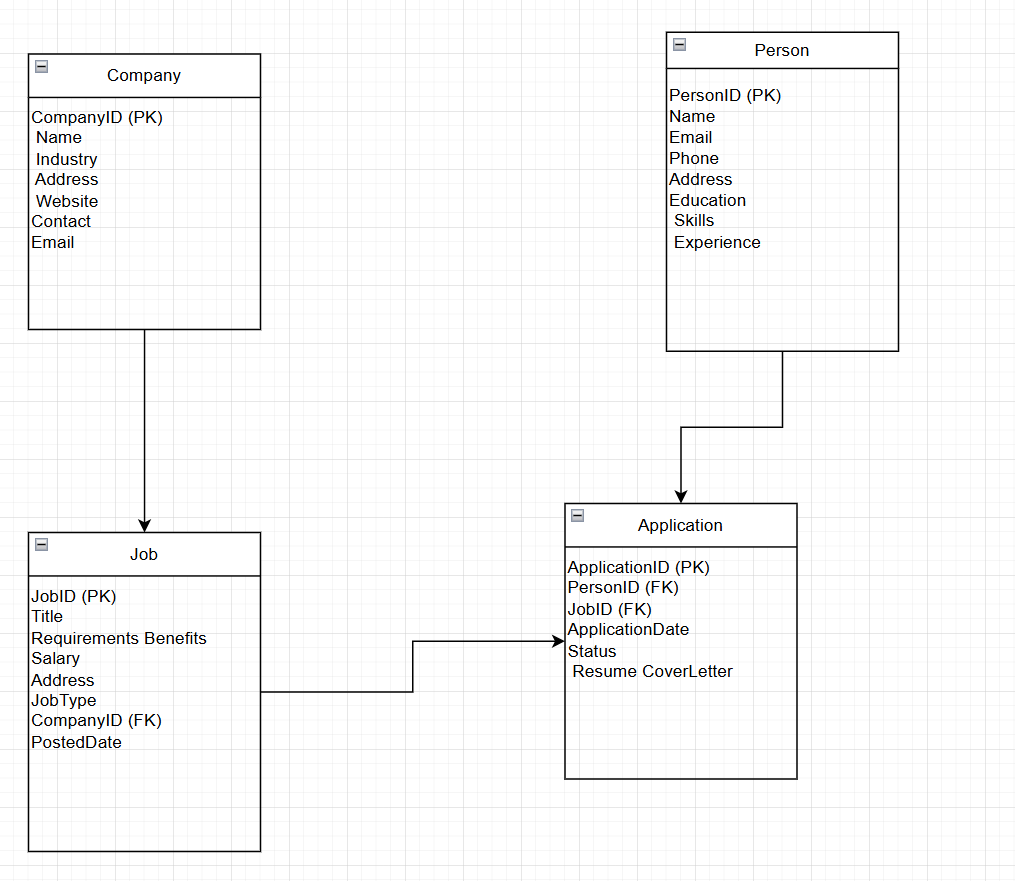 Company
CompanyID (PK)
Name
Industry
Address
Website
Contact
Email
Person
PersonID (PK)
Name
Email
Phone
Address
Education
Skills
Experience
Job
JobID (PK)
Title
Requirements Benefits
Salary
Address
JobType
CompanyID (FK)
PostedDate
Application
ApplicationID (PK)
PersonID (FK)
JobID (FK)
ApplicationDate
Status
Resume CoverLetter